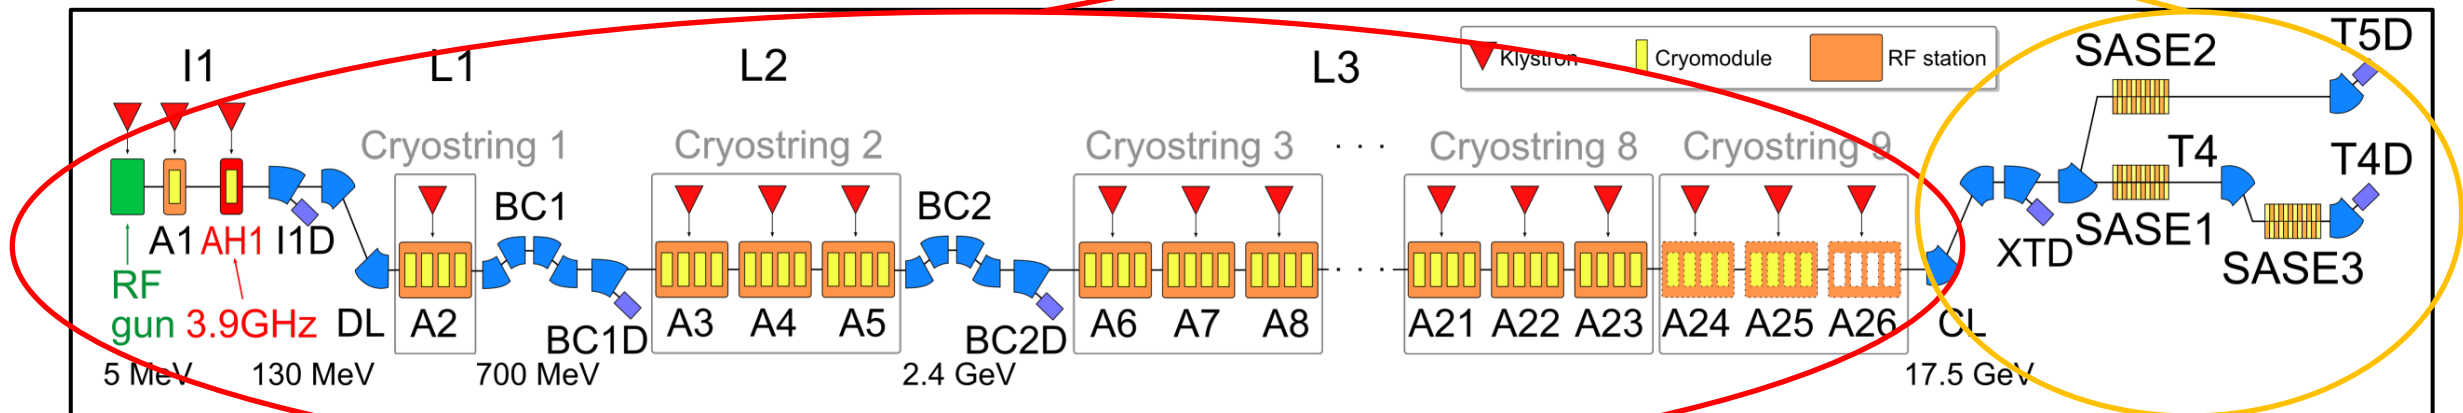 I1
L1
L2
L3
Klystron
Cryomodule
RF station
SASE2
T5D
Cryostring 1
Cryostring 2
Cryostring 3
. . .
Cryostring 8
Cryostring 9
T4
T4D
A1
AH1
I1D
BC1
BC2
XTD
SASE1
SASE3
RF
gun
3.9GHz
DL
A2
BC1D
A3
A4
A5
BC2D
A6
A7
A8
. . .
A21
A22
A23
A24
A25
A26
CL
5 MeV
130 MeV
700 MeV
2.4 GeV
17.5 GeV